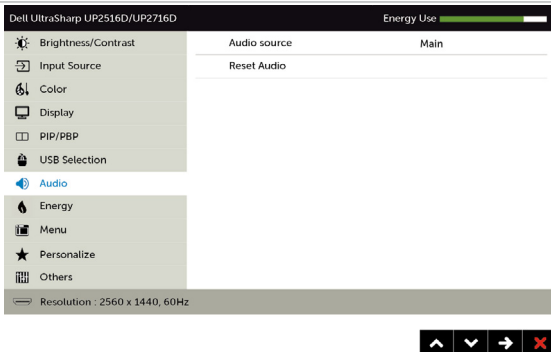 Dell UltraSharp UP2516D/UP2716D Energy Use
Brightness/Contrast Audio source Main
Input Source Reset Audio
Color
Display
PIP/PBP
USB Selection
Audio
Energy
Menu
Personalize
Others
Resolution : 2560 x 1440, 60Hz